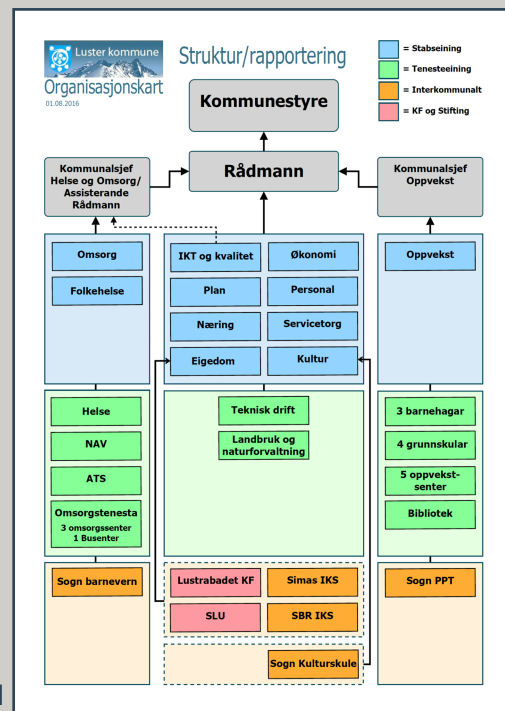 Luster kommune
Organisasjonskart
01.08.2016
Struktur/rapportering
= Stabseining
= Tenesteeining
= Interkommunalt
= KF og Stifting
Kommunestyre
Kommunalsjef
Helse og Omsorg/
Assisterande
Rådmann
Rådmann
Kommunalsjef
Oppvekst
Omsorg
Folkehelse
IKT og kvalitet
Økonomi
Plan
Personal
Næring
Servicetorg
Eigedom
Kultur
Oppvekst
Helse
NAV
ATS
Omsorgstenesta
3 omsorgssenter
1 Busenter
Teknisk drift
Landbruk og
naturforvaltning
3 barnehagar
4 grunnskular
5 oppvekst-
senter
Bibliotek
Sogn barnevern
Lustrabadet KF
Simas IKS
SLU
SBR IKS
Sogn Kulturskule
Sogn PPT